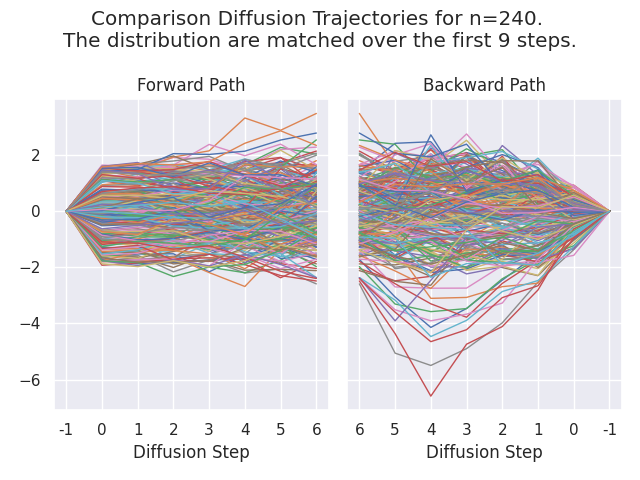 Comparison Diffusion Trajectories for n=240.
The distribution are matched over the first 9 steps.
Forward Path
Backward Path
2
0
−2
−4
−6
-1 0 1 2 3 4 5 6
6 5 4 3 2 1 0 -1
Diffusion Step
Diffusion Step